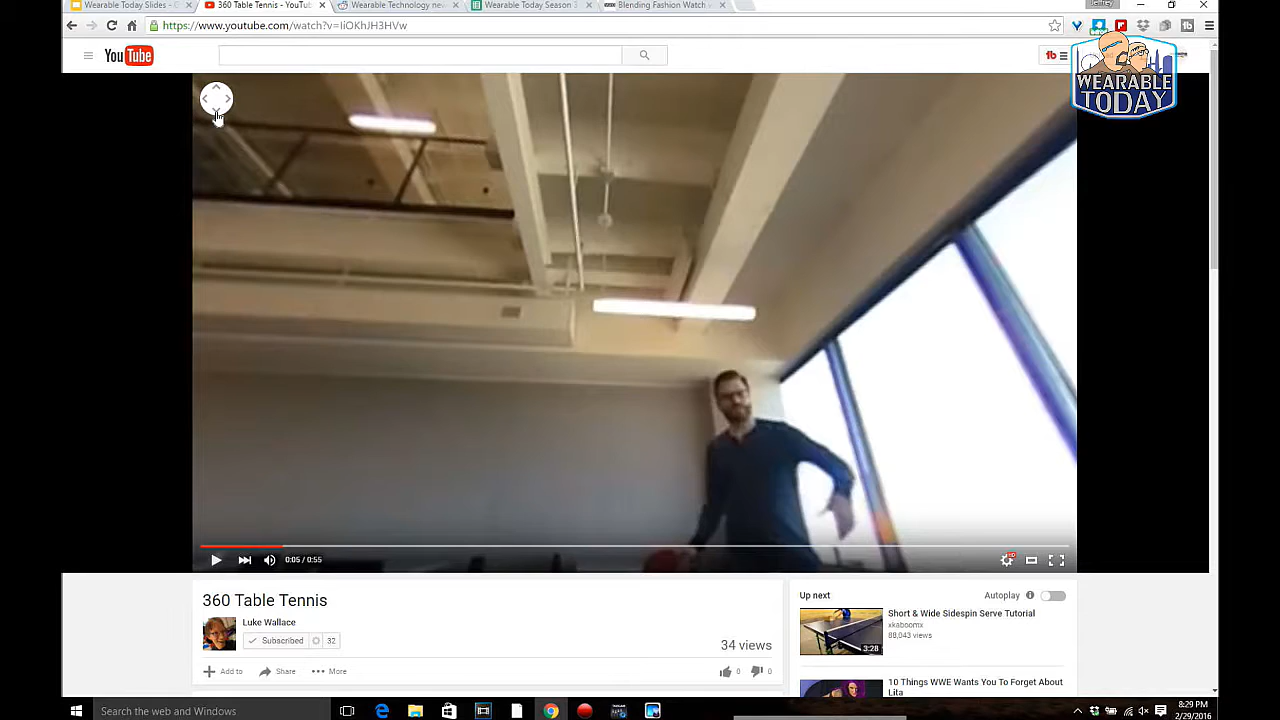 Wearable Today Slides -
360 Table Tennis - YouTu
Wearable Technology nev
Wearable Today Season
Blending Fashion Watch w
https://www.youtube.com/watch?v=IiOKhJH3HVw
YouTube
WEARABLE
TODAY
0:05 / 0:55
360 Table Tennis
Luke Wallace
Subscribed 32
34 views
Add to
Share
More
0
0
Up next
Autoplay
Short & Wide Sidespin Serve Tutorial
xkaboomx
88,043 views
3:28
10 Things WWE Wants You To Forget About
Lita
Search the web and Windows
8:29 PM
2/29/2016